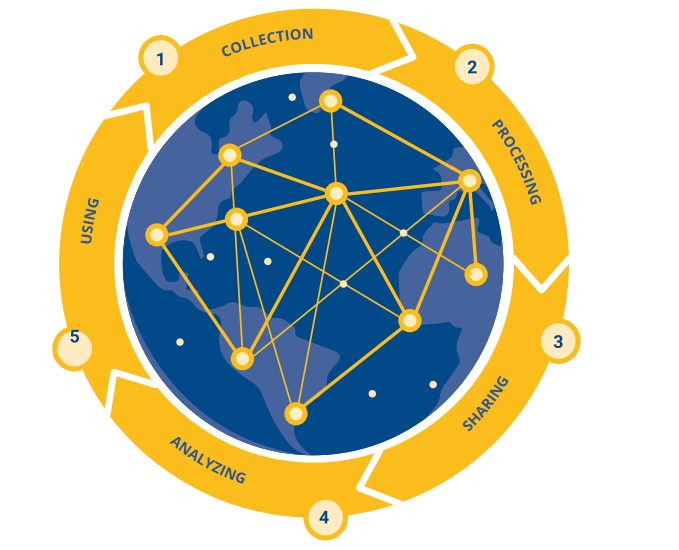 1
COLLECTION
2
PROCESSING
3
SHARING
4
ANALYZING
5
USING